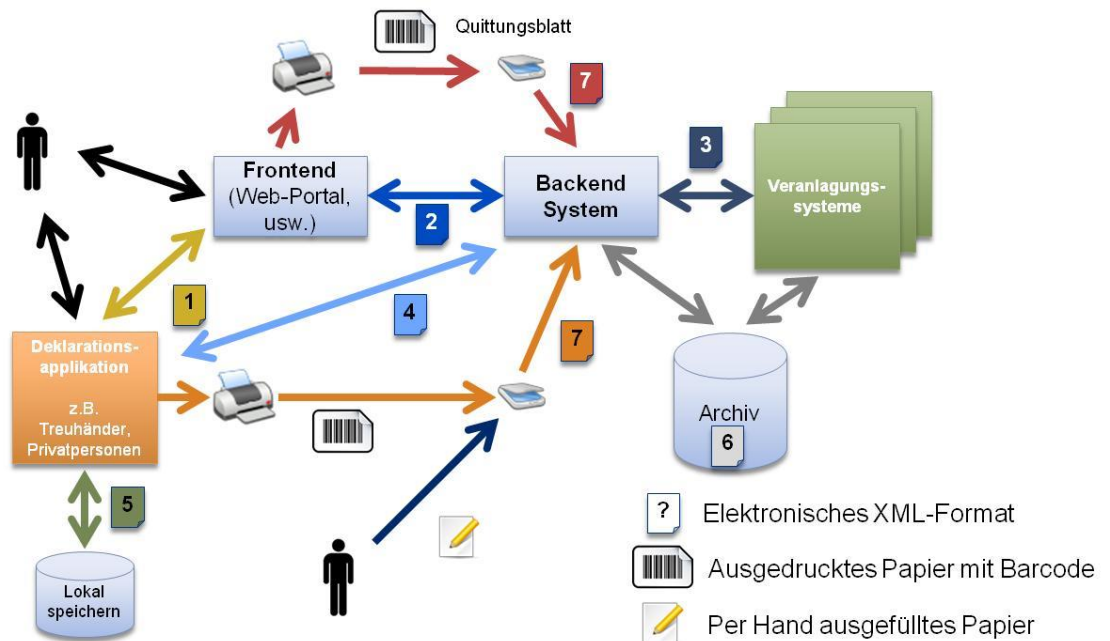 Quittungsblatt
7
3
Frontend
(Web-Portal,
usw.)
2
Backend
System
Veranlagungs-
systeme
1
4
7
Deklarations-
applikation
z.B.
Treuhänder,
Privatpersonen
Archiv
6
5
Lokal
speichern
? Elektronisches XML-Format
Ausgedrucktes Papier mit Barcode
Per Hand ausgefülltes Papier